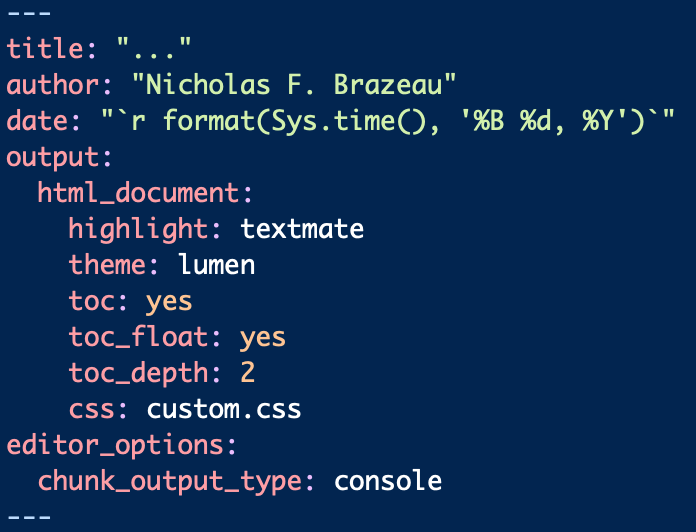 ---
title: "..."
author: "Nicholas F. Brazeau"
date: "`r format(Sys.time(), '%B %d, %Y')`"
output:
  html_document:
    highlight: textmate
    theme: lumen
    toc: yes
    toc_float: yes
    toc_depth: 2
    css: custom.css
editor_options:
  chunk_output_type: console
---